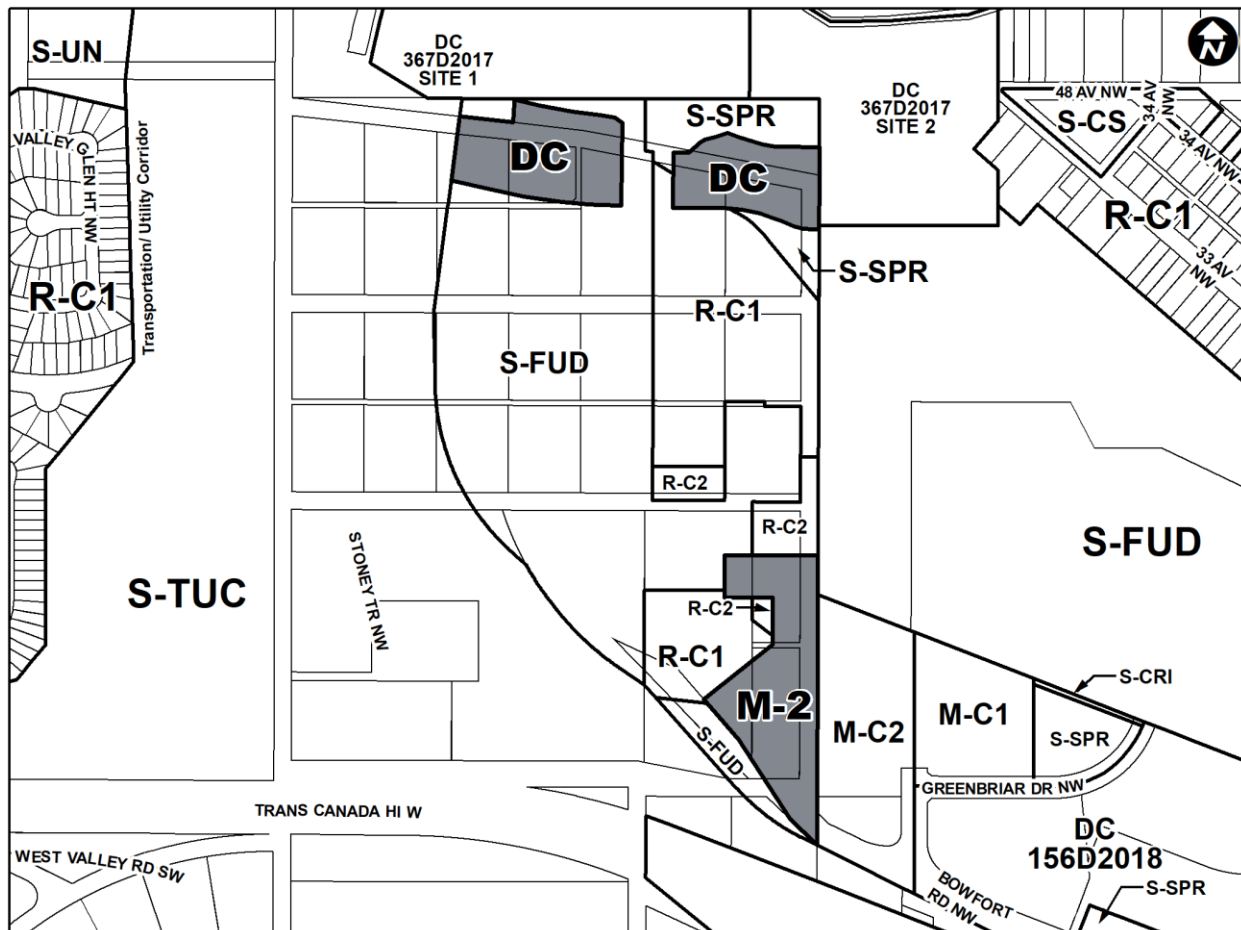 S-UN
DC
367D2017
SITE 1
DC
367D2017
SITE 2
N
48 AV NW
34 AV
NW
S-CS
34 AV NW
R-C1
33 AV
NW
S-SPR
DC
DC
VALLEY GLEN HT NW
Transportation/ Utility Corridor
R-C1
S-SPR
R-C1
S-FUD
R-C2
R-C2
S-FUD
S-TUC
STONEY TR NW
R-C2
R-C1
M-2
S-FUD
M-C2
M-C1
S-CRI
S-SPR
GREENBRIAR DR NW
TRANS CANADA HI W
WEST VALLEY RD SW
DC
156D2018
BOWFORT
RD NW
S-SPR